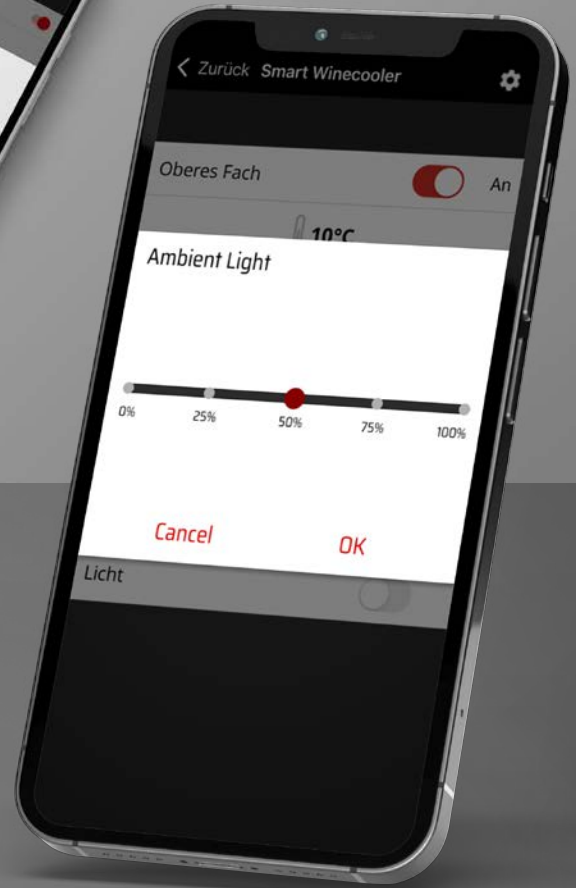 Zurück Smart Winecooler
Oberes Fach An
10°C
Ambient Light
0% 25% 50% 75% 100%
Cancel OK
Licht